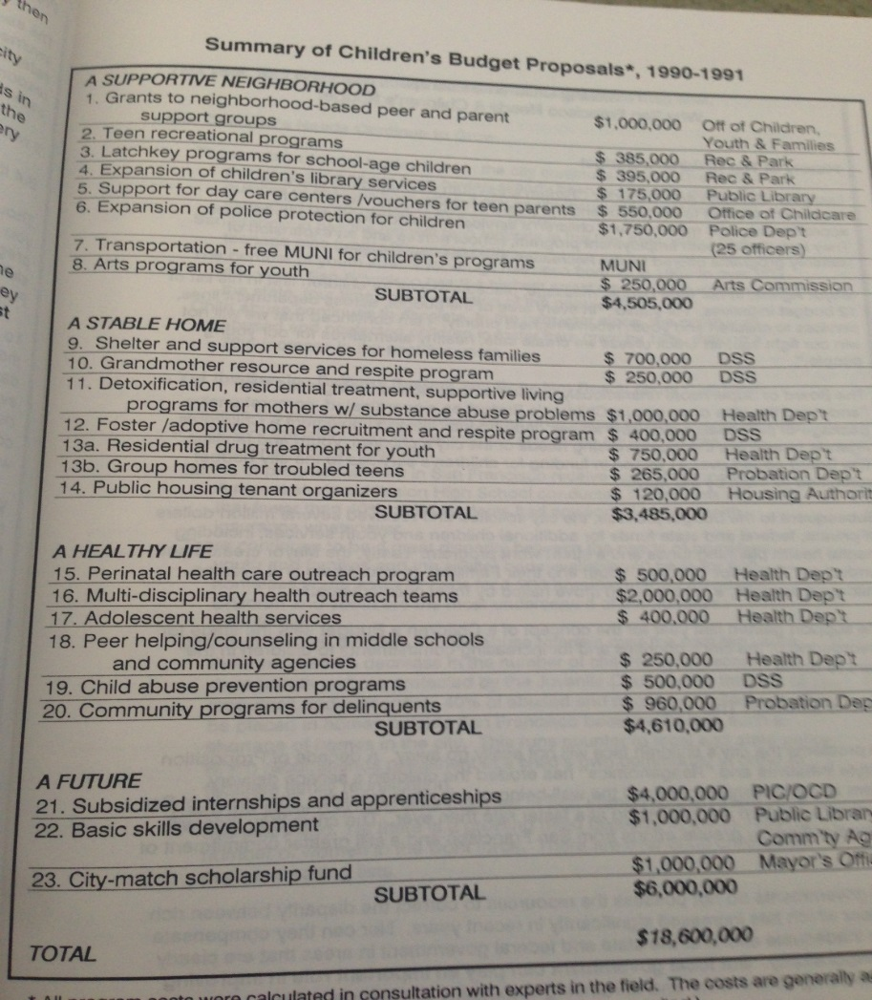 then
city
ds in
the
ery
ne
ey
st
Summary of Children's Budget Proposals*, 1990-1991
A SUPPORTIVE NEIGHBORHOOD
1. Grants to neighborhood-based peer and parent
support groups $1,000,000 Off of Children,
Youth & Families
2. Teen recreational programs $ 385,000 Rec & Park
3. Latchkey programs for school-age children $ 395,000 Rec & Park
4. Expansion of children's library services $ 175,000 Public Library
5. Support for day care centers /vouchers for teen parents $ 550,000 Office of Childcare
6. Expansion of police protection for children $1,750,000 Police Dep't
(25 officers)
7. Transportation - free MUNI for children's programs MUNI
8. Arts programs for youth $ 250,000 Arts Commission
SUBTOTAL $4,505,000
A STABLE HOME
9. Shelter and support services for homeless families $ 700,000 DSS
10. Grandmother resource and respite program $ 250,000 DSS
11. Detoxification, residential treatment, supportive living
programs for mothers w/ substance abuse problems $1,000,000 Health Dep't
12. Foster /adoptive home recruitment and respite program $ 400,000 DSS
13a. Residential drug treatment for youth $ 750,000 Health Dep't
13b. Group homes for troubled teens $ 265,000 Probation Dep't
14. Public housing tenant organizers $ 120,000 Housing Authorit
SUBTOTAL $3,485,000
A HEALTHY LIFE
15. Perinatal health care outreach program $ 500,000 Health Dep't
16. Multi-disciplinary health outreach teams $2,000,000 Health Dep't
17. Adolescent health services $ 400,000 Health Dep't
18. Peer helping/counseling in middle schools
and community agencies $ 250,000 Health Dep't
19. Child abuse prevention programs $ 500,000 DSS
20. Community programs for delinquents $ 960,000 Probation Dep
SUBTOTAL $4,610,000
A FUTURE
21. Subsidized internships and apprenticeships $4,000,000 PIC/OCD
22. Basic skills development $1,000,000 Public Librar
Comm'ty Ag
23. City-match scholarship fund $1,000,000 Mayor's Offi
SUBTOTAL $6,000,000
TOTAL $18,600,000
* All program costs were calculated in consultation with experts in the field. The costs are generally a